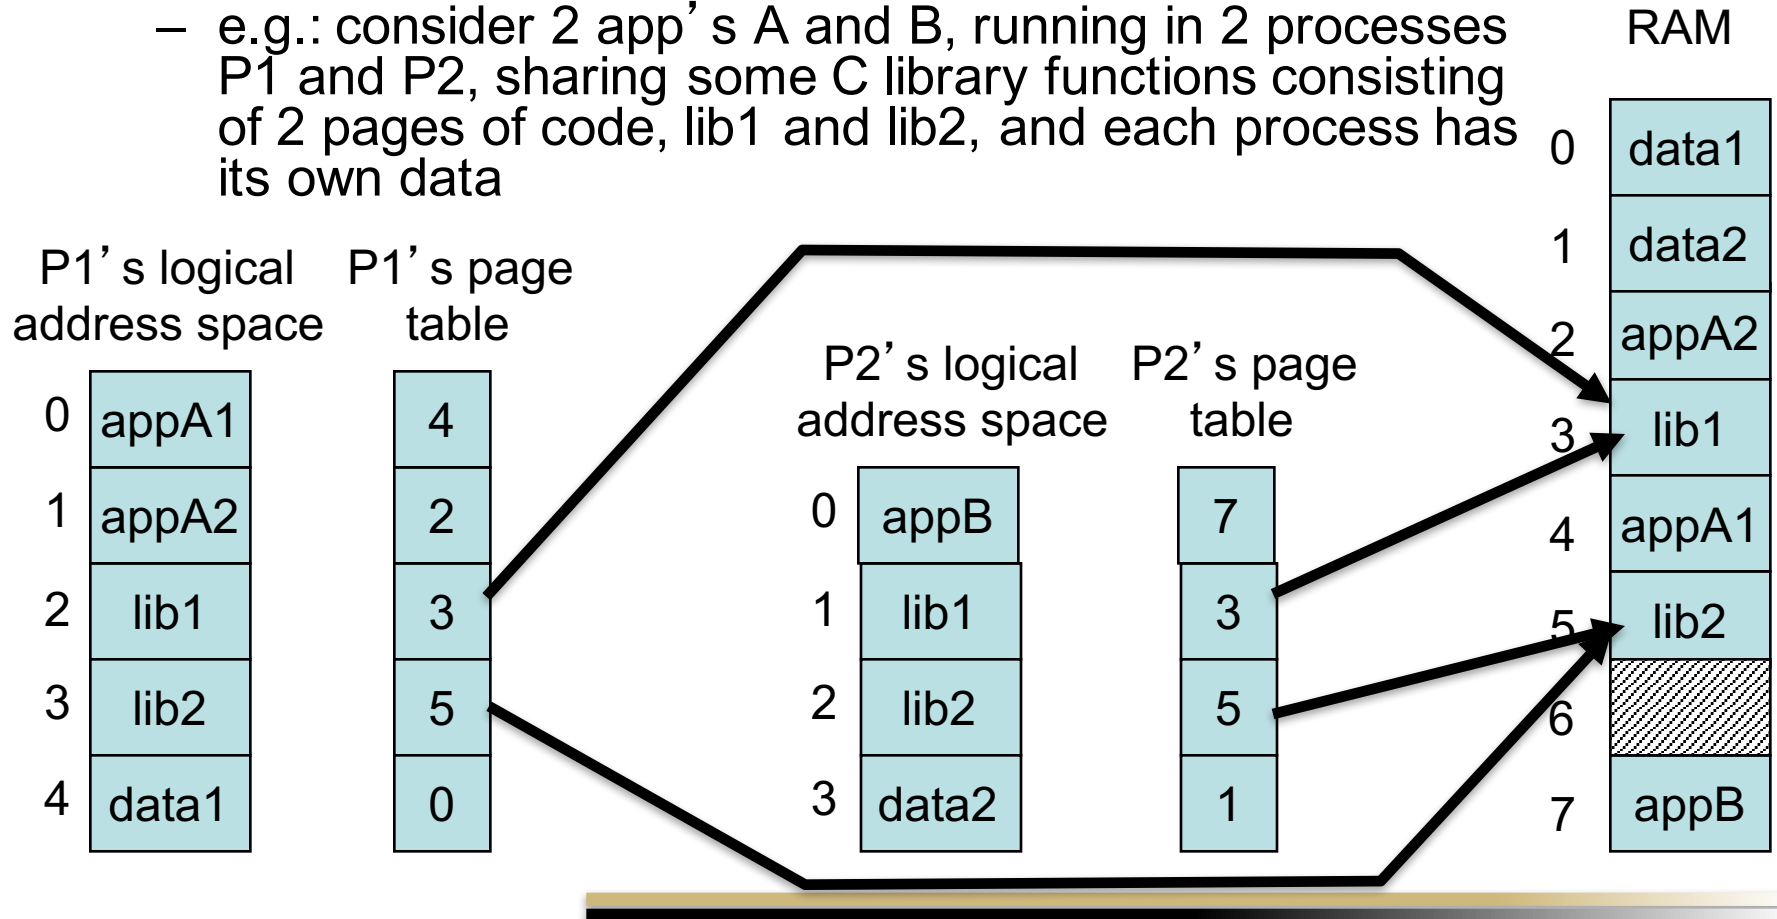 – e.g.: consider 2 app’s A and B, running in 2 processes
P1 and P2, sharing some C library functions consisting
of 2 pages of code, lib1 and lib2, and each process has
its own data
P1’s logical
address space
0 appA1
1 appA2
2 lib1
3 lib2
4 data1
P1’s page
table
4
2
3
5
0
P2’s logical
address space
0 appB
1 lib1
2 lib2
3 data2
P2’s page
table
7
3
5
1
RAM
0 data1
1 data2
2 appA2
3 lib1
4 appA1
5 lib2
6
7 appB